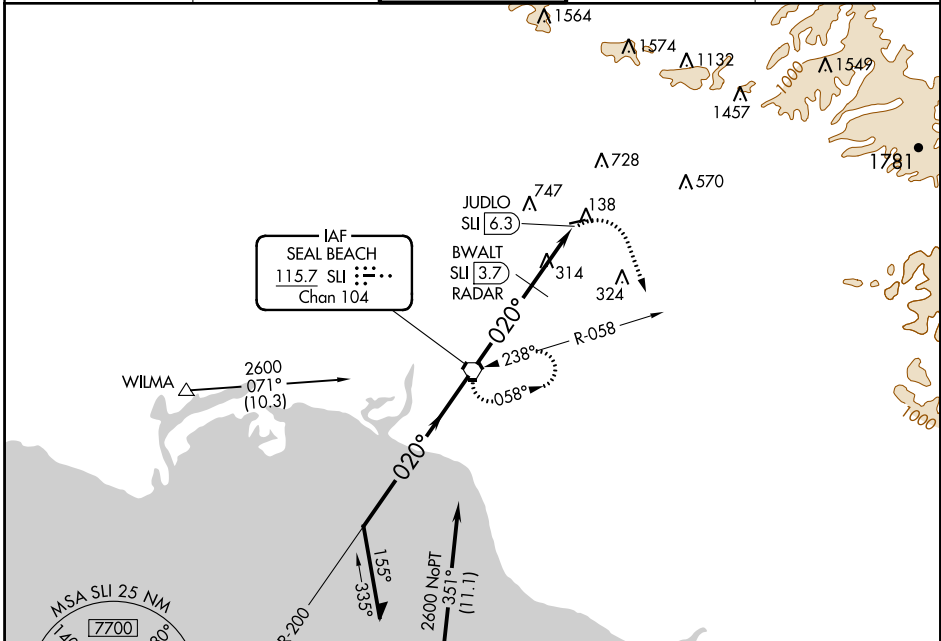 1564
1574
1132
1549
1000
1457
1781
728
570
747
JUDLO
SLI 6.3
138
BWALT
SLI 3.7
RADAR
314
324
IAF
SEAL BEACH
115.7 SLI
Chan 104
020°
R-058
238°
058°
WILMA
2600
071°
(10.3)
1000
020°
155°
335°
2600 NoPT
351°
(11.1)
R-200
MSA SLI 25 NM
7700